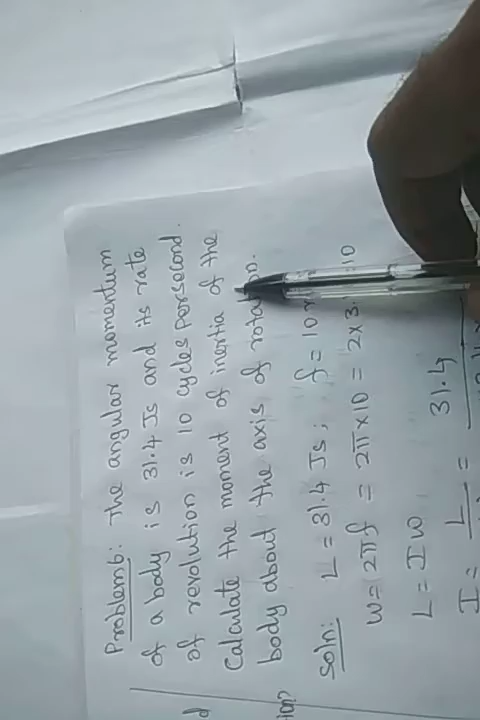 Problem 6: The angular momentum
of a body is 31.4 Js and its rate
of revolution is 10 cycles per second.
Calculate the moment of inertia of the
body about the axis of rotation.
Soln: L = 31.4 Js; f = 10
W = 2πf = 2π×10 = 2×3. 10
L = I W
I = L = 31.4